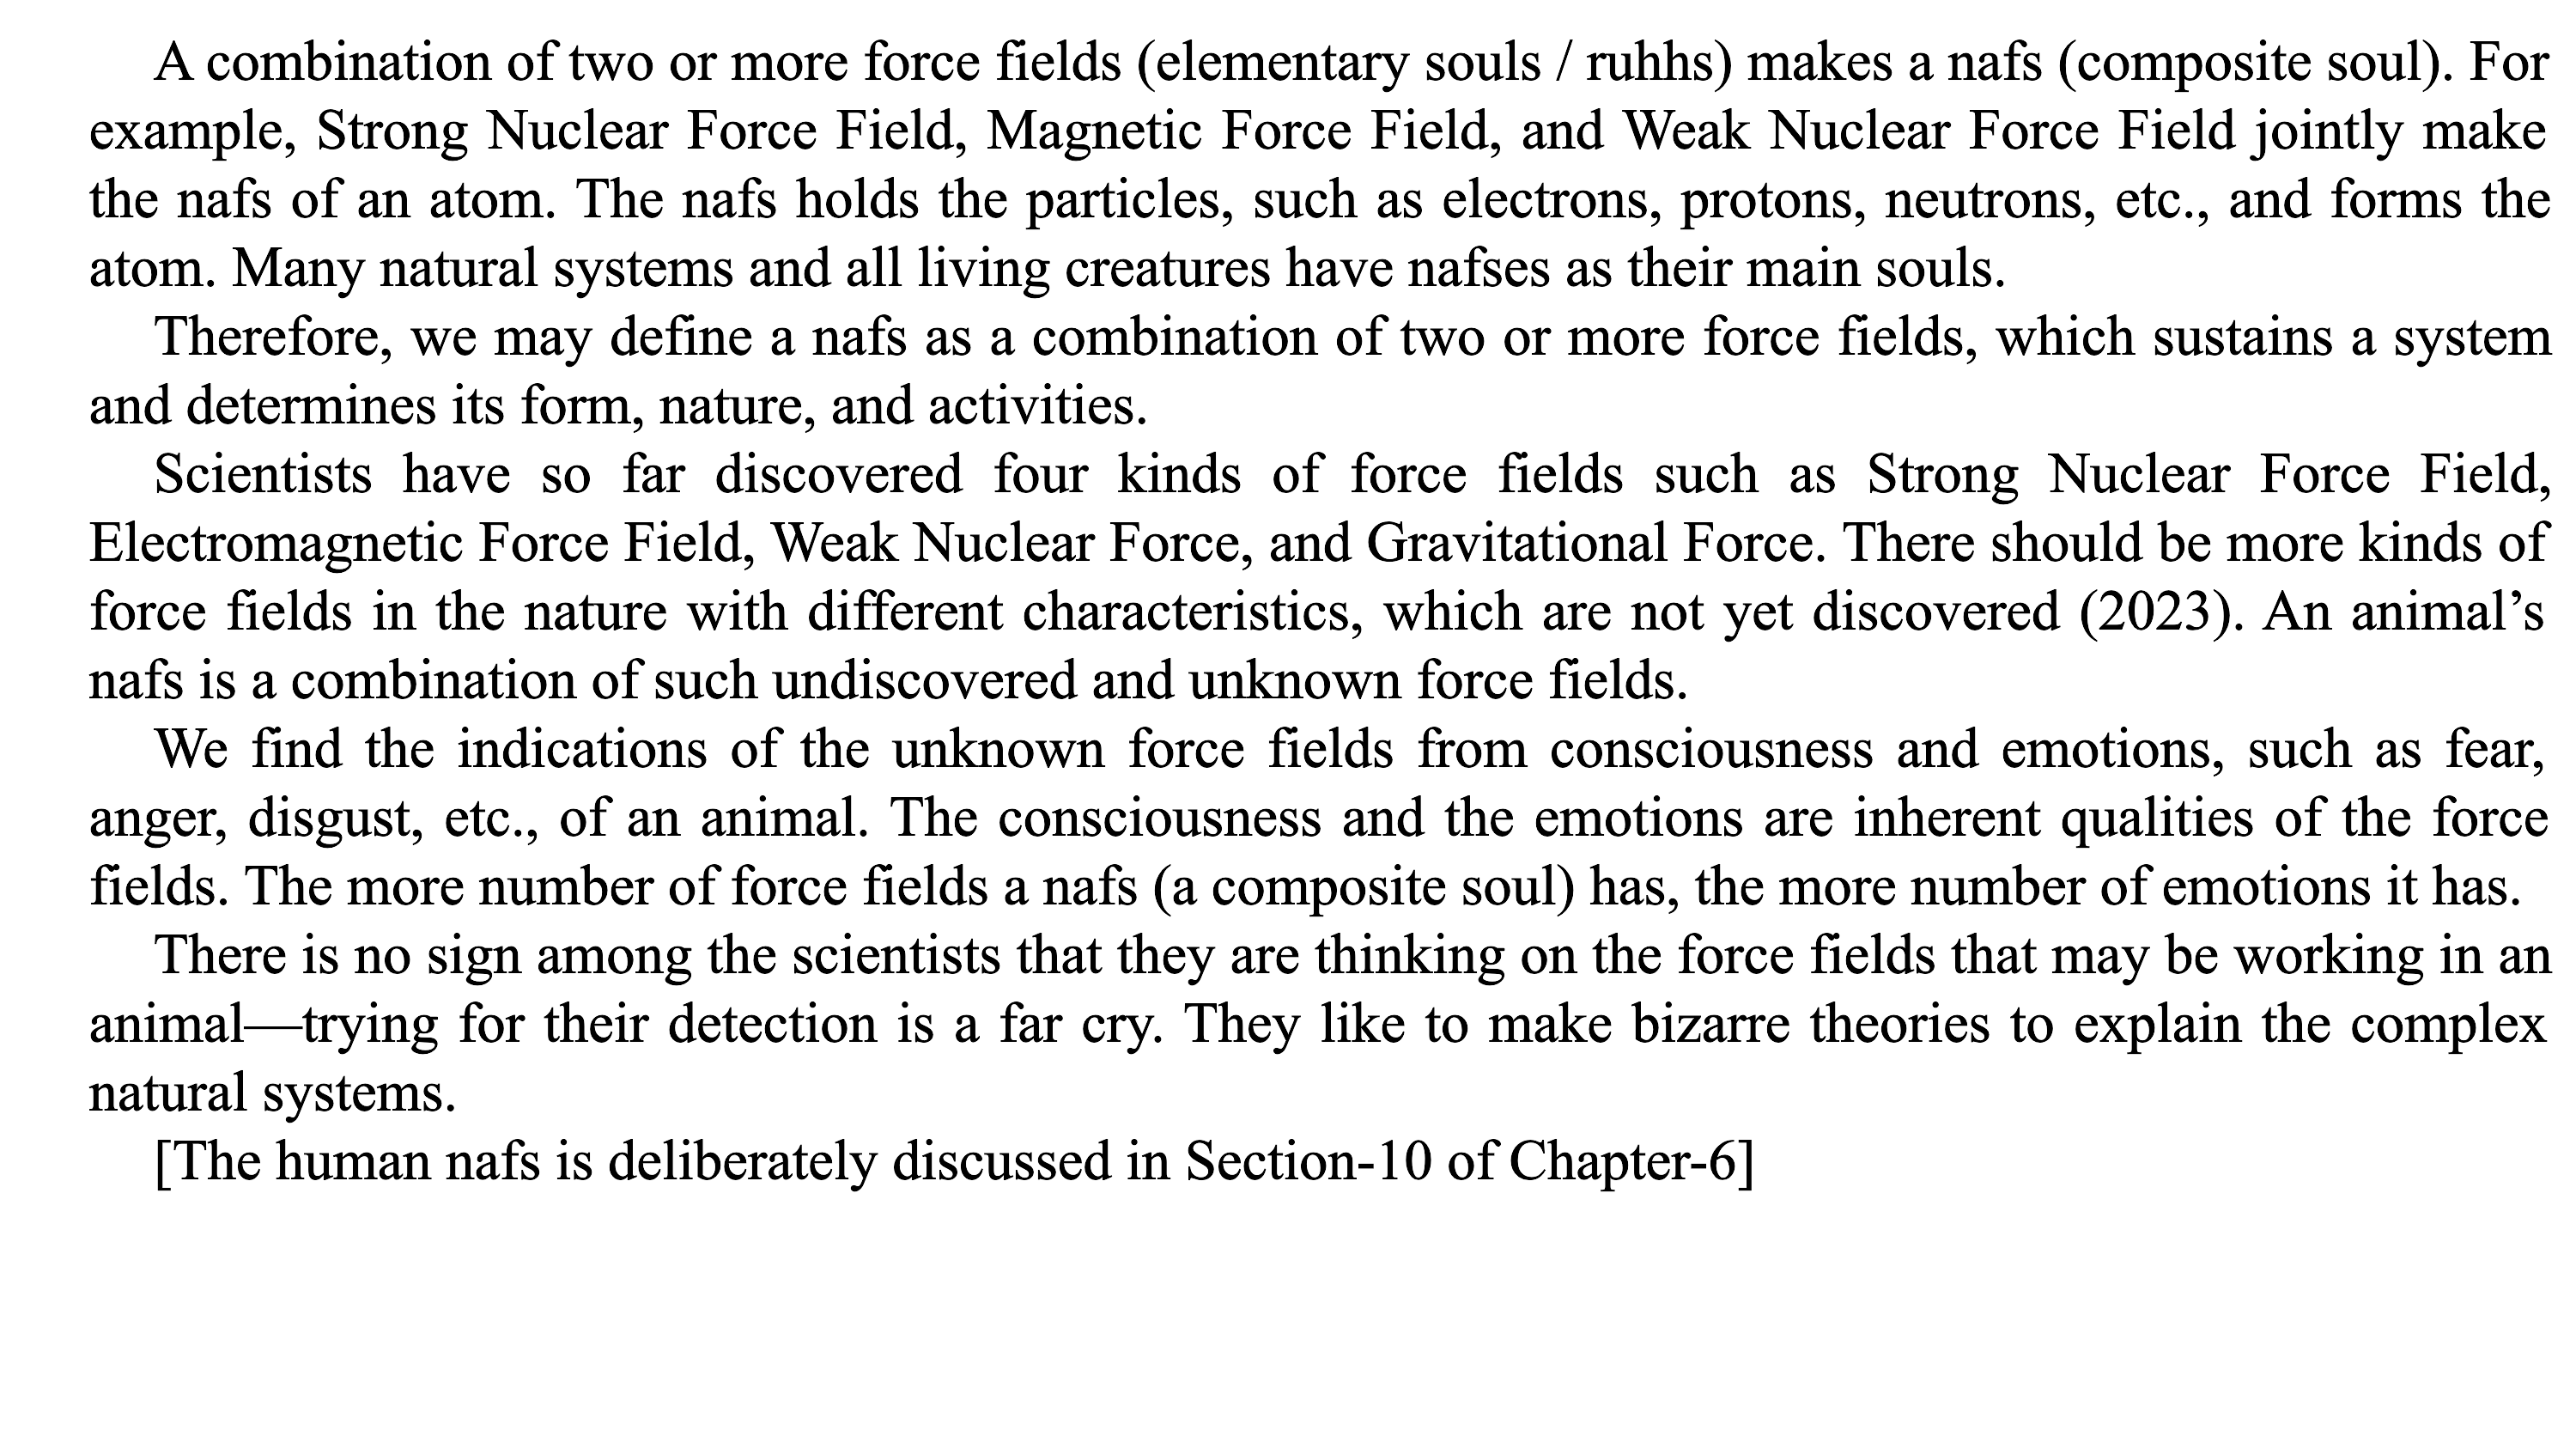 A combination of two or more force fields (elementary souls / ruhhs) makes a nafs (composite soul). For
example, Strong Nuclear Force Field, Magnetic Force Field, and Weak Nuclear Force Field jointly make
the nafs of an atom. The nafs holds the particles, such as electrons, protons, neutrons, etc., and forms the
atom. Many natural systems and all living creatures have nafses as their main souls.
Therefore, we may define a nafs as a combination of two or more force fields, which sustains a system
and determines its form, nature, and activities.
Scientists have so far discovered four kinds of force fields such as Strong Nuclear Force Field,
Electromagnetic Force Field, Weak Nuclear Force, and Gravitational Force. There should be more kinds of
force fields in the nature with different characteristics, which are not yet discovered (2023). An animal’s
nafs is a combination of such undiscovered and unknown force fields.
We find the indications of the unknown force fields from consciousness and emotions, such as fear,
anger, disgust, etc., of an animal. The consciousness and the emotions are inherent qualities of the force
fields. The more number of force fields a nafs (a composite soul) has, the more number of emotions it has.
There is no sign among the scientists that they are thinking on the force fields that may be working in an
animal—trying for their detection is a far cry. They like to make bizarre theories to explain the complex
natural systems.
[The human nafs is deliberately discussed in Section-10 of Chapter-6]